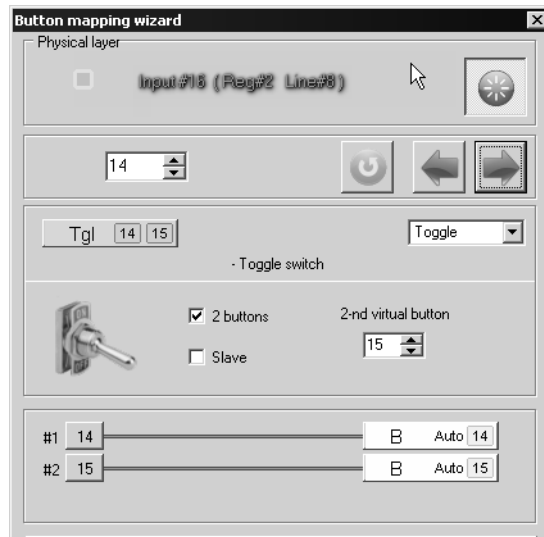 Button mapping wizard
Physical layer
Input #16 (Reg#2 Line#8)
14
Tgl 14 15
Toggle
- Toggle switch
2 buttons
2-nd virtual button
Slave
15
#1 14 B Auto 14
#2 15 B Auto 15